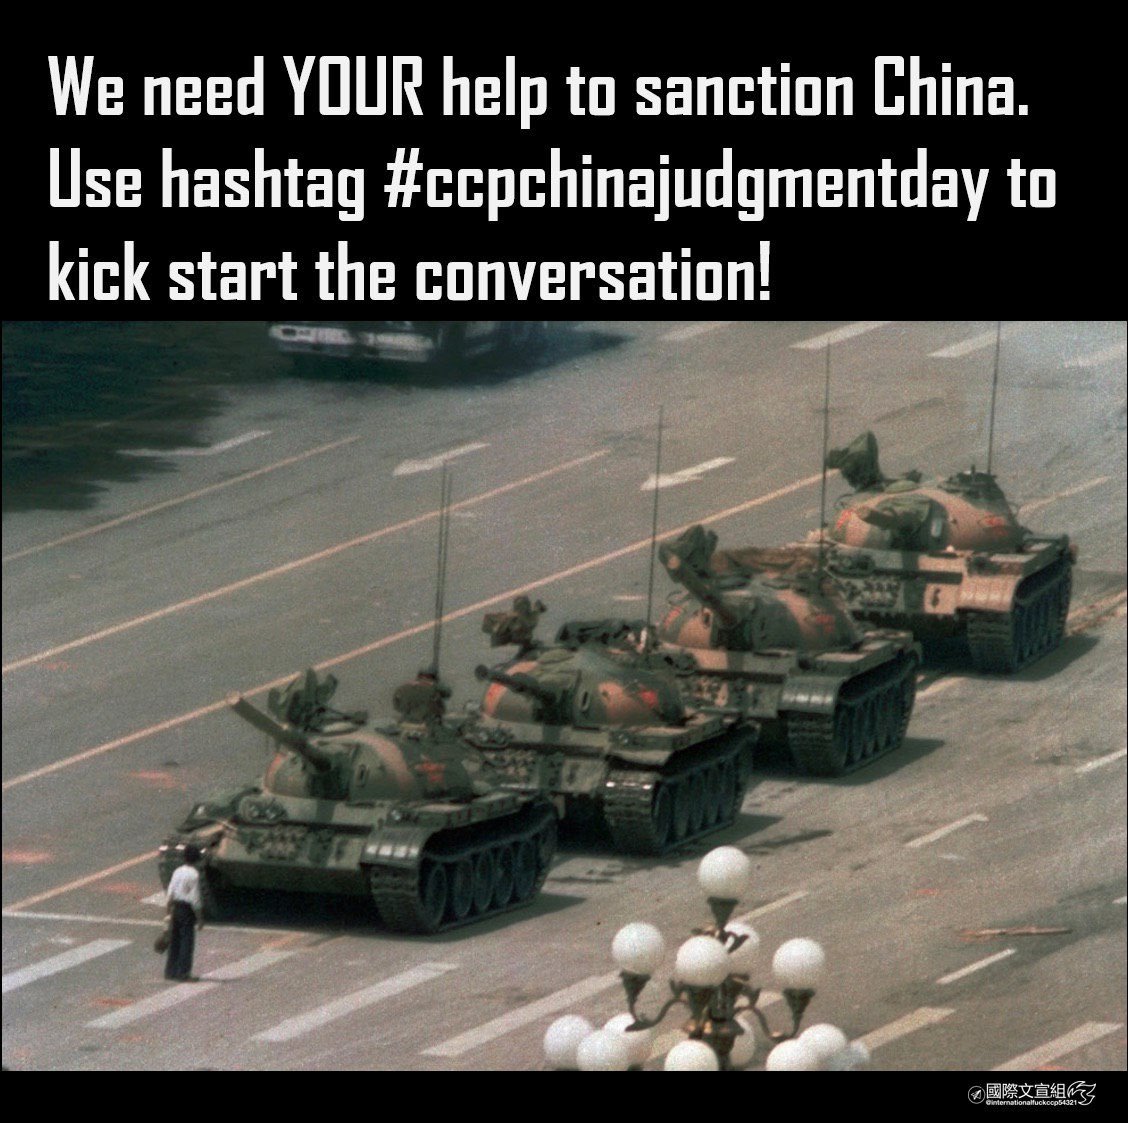 We need YOUR help to sanction China.
Use hashtag #ccpchinajudgmentday to
kick start the conversation!
國際文宣組
@internationalfuckccp54321